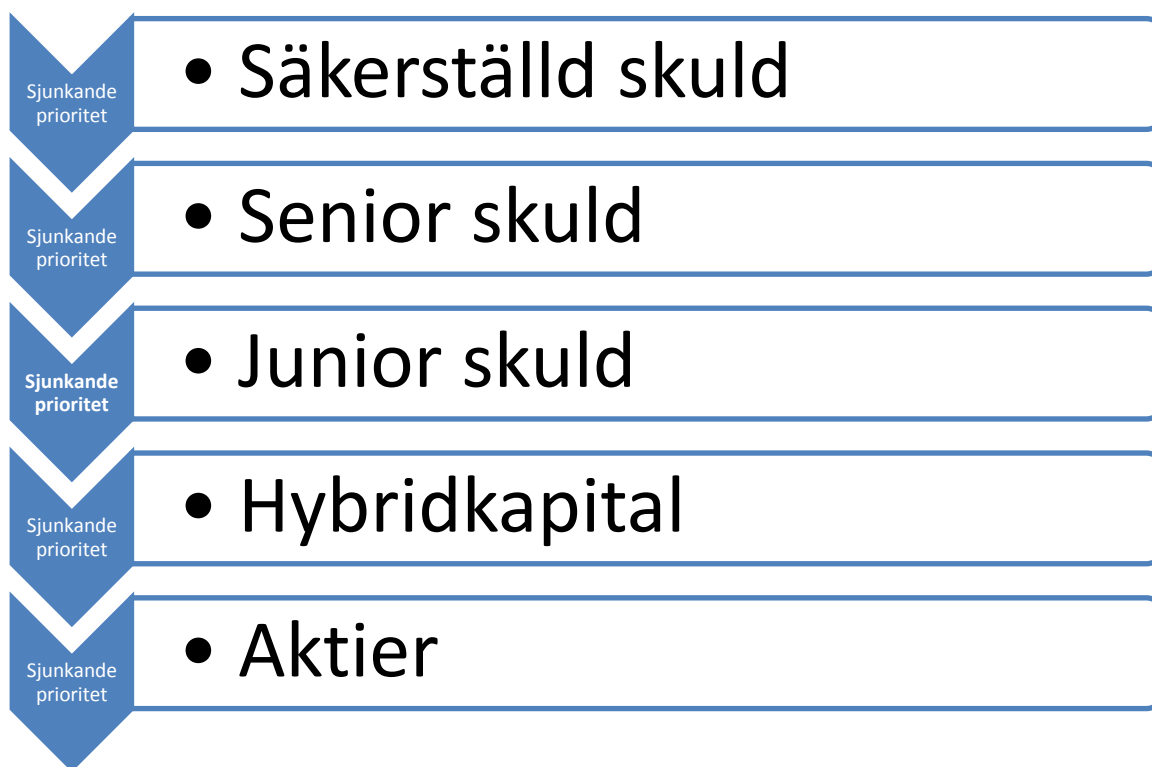 Sjunkande
prioritet
• Säkerställd skuld
Sjunkande
prioritet
• Senior skuld
Sjunkande
prioritet
• Junior skuld
Sjunkande
prioritet
• Hybridkapital
Sjunkande
prioritet
• Aktier